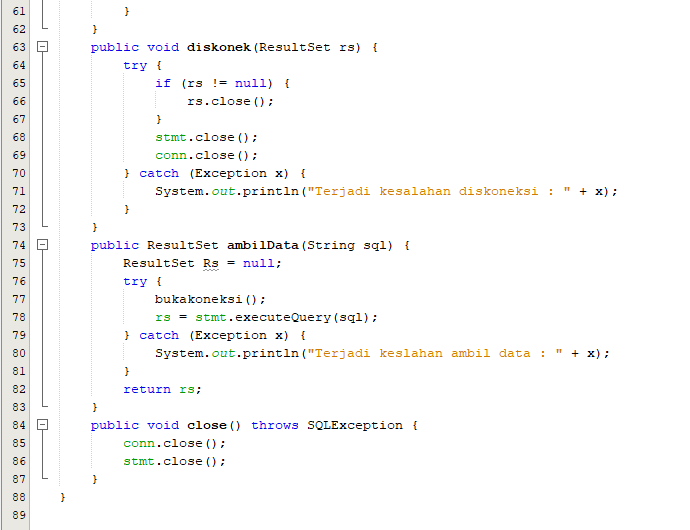 61 }
62 }
63 public void diskonek(ResultSet rs) {
64 try {
65 if (rs != null) {
66 rs.close();
67 }
68 stmt.close();
69 conn.close();
70 } catch (Exception x) {
71 System.out.println("Terjadi kesalahan diskoneksi : " + x);
72 }
73 }
74 public ResultSet ambilData(String sql) {
75 ResultSet Rs = null;
76 try {
77 bukakoneksi();
78 rs = stmt.executeQuery(sql);
79 } catch (Exception x) {
80 System.out.println("Terjadi keslahan ambil data : " + x);
81 }
82 return rs;
83 }
84 public void close() throws SQLException {
85 conn.close();
86 stmt.close();
87 }
88 }
89